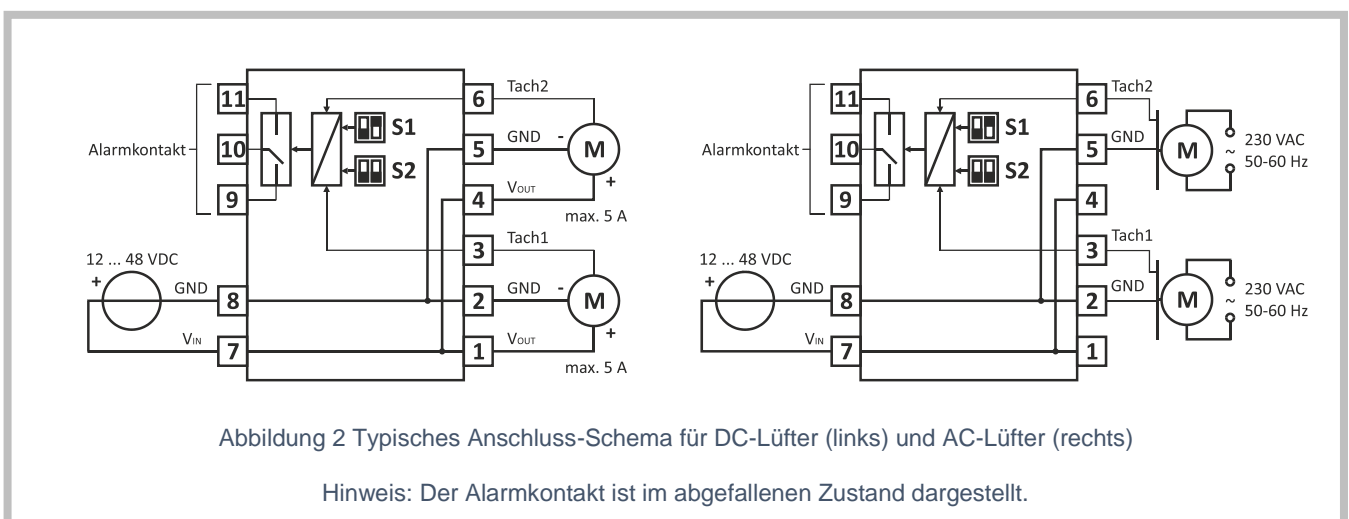 11
10
9
Alarmkontakt
S1
S2
6
Tach2
5
GND
-
M
4
VOUT
+
max. 5 A
3
Tach1
12 ... 48 VDC
+
GND
8
VIN
7
2
GND
-
M
1
VOUT
+
max. 5 A
11
10
9
Alarmkontakt
S1
S2
6
Tach2
5
GND
M
230 VAC
~
50-60 Hz
4
3
Tach1
12 ... 48 VDC
+
GND
8
VIN
7
2
GND
M
230 VAC
~
50-60 Hz
1
Abbildung 2 Typisches Anschluss-Schema für DC-Lüfter (links) und AC-Lüfter (rechts)
Hinweis: Der Alarmkontakt ist im abgefallenen Zustand dargestellt.